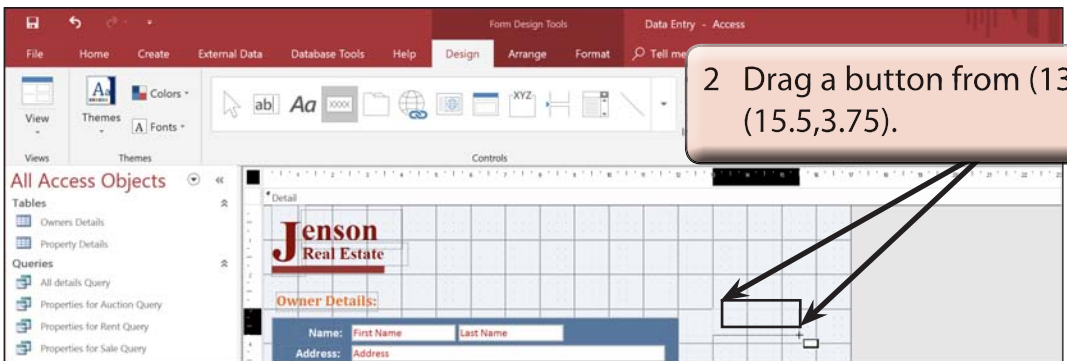 Form Design Tools
Data Entry - Access
File Home Create External Data Database Tools Help Design Arrange Format Tell me
View
Themes
Colors
Fonts
ab Aa XYZ
Views Themes Controls
2 Drag a button from (13
(15.5,3.75).
All Access Objects
Tables
Owners Details
Property Details
Queries
All details Query
Properties for Auction Query
Properties for Rent Query
Properties for Sale Query
Detail
Jenson
Real Estate
Owner Details:
Name: First Name Last Name
Address: Address